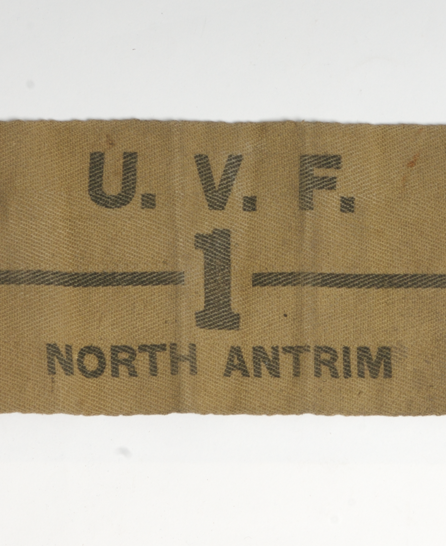 U. V. F.
1
NORTH ANTRIM